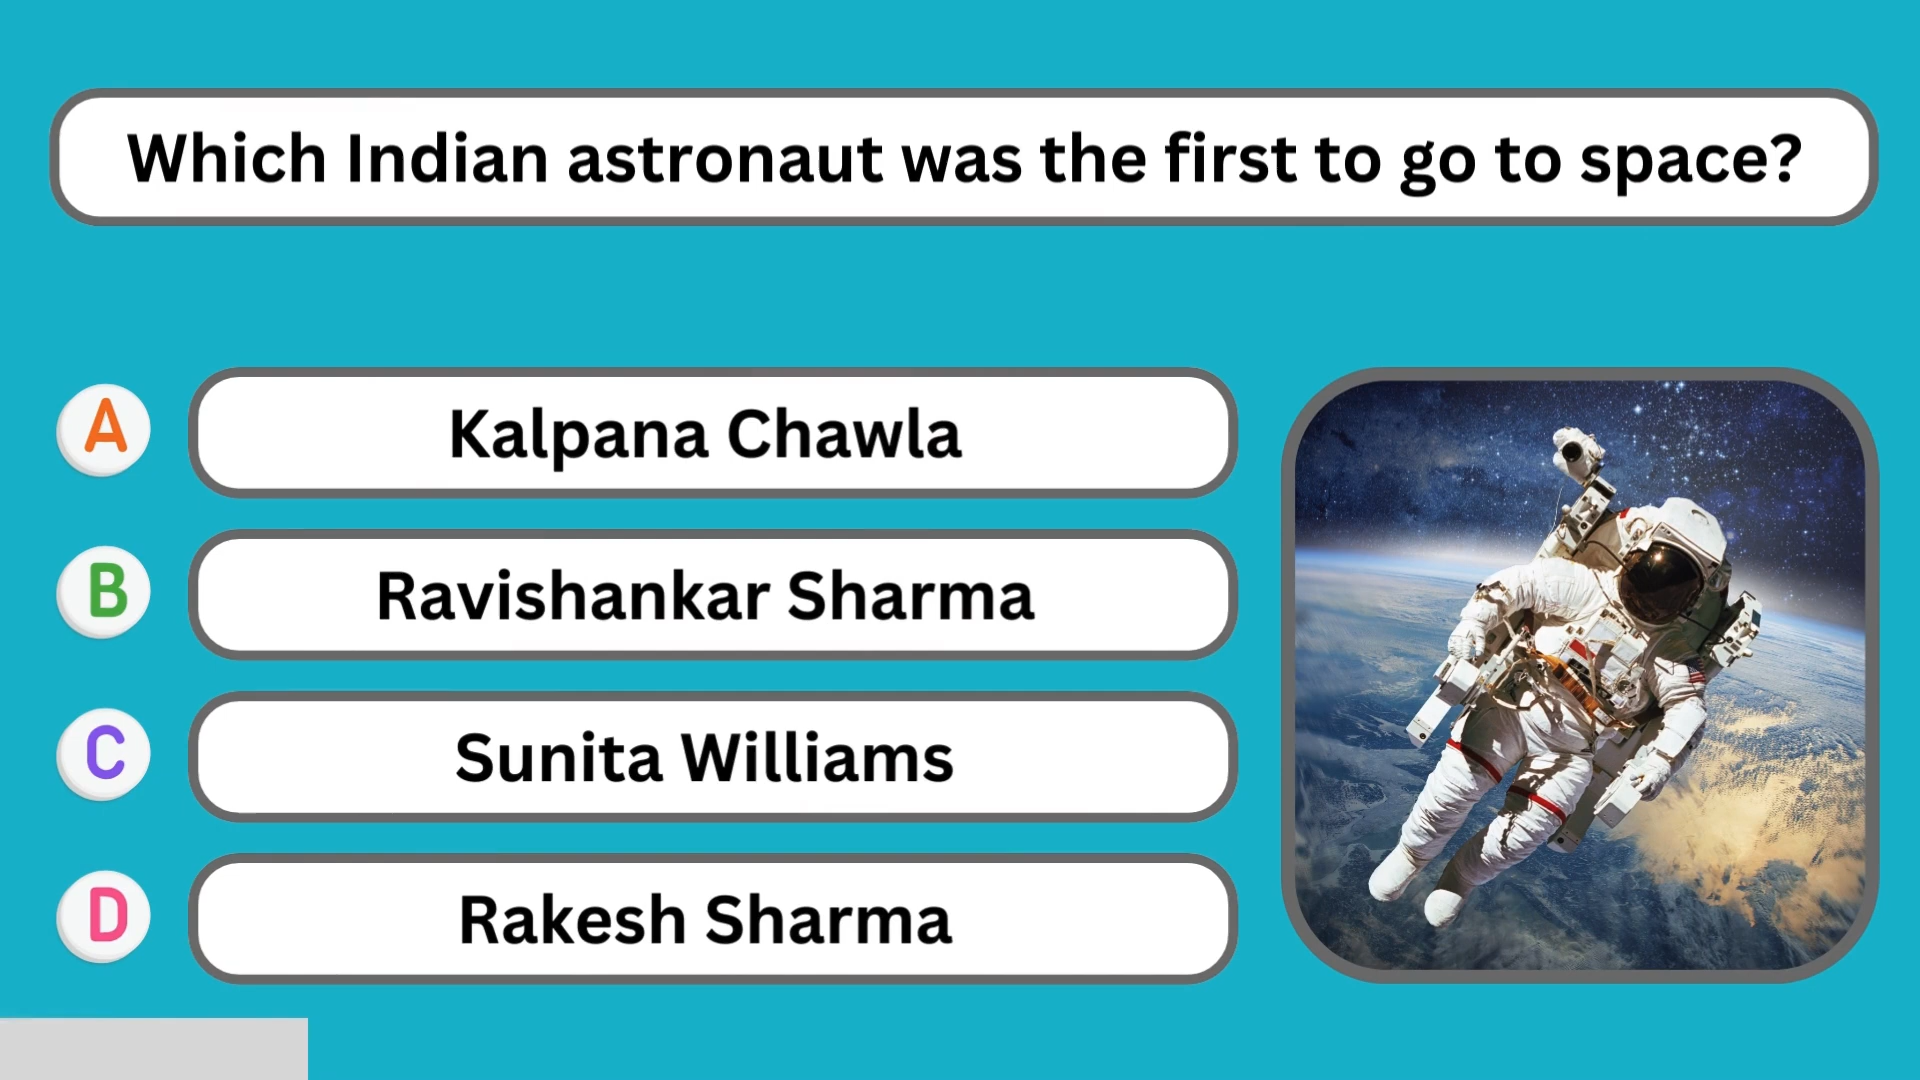 Which Indian astronaut was the first to go to space?
A Kalpana Chawla
B Ravishankar Sharma
C Sunita Williams
D Rakesh Sharma